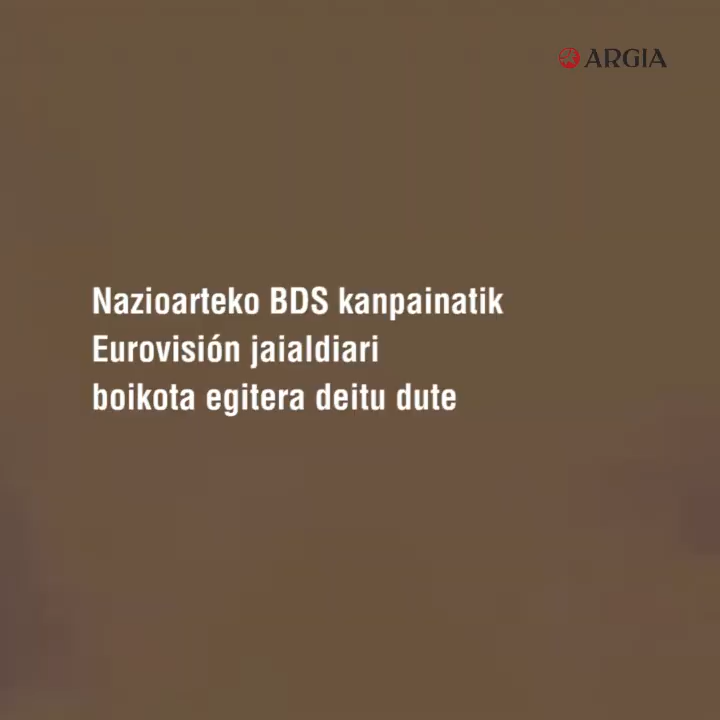 ARGIA
Nazioarteko BDS kanpainatik
Eurovisión jaialdiari
boikota egitera deitu dute